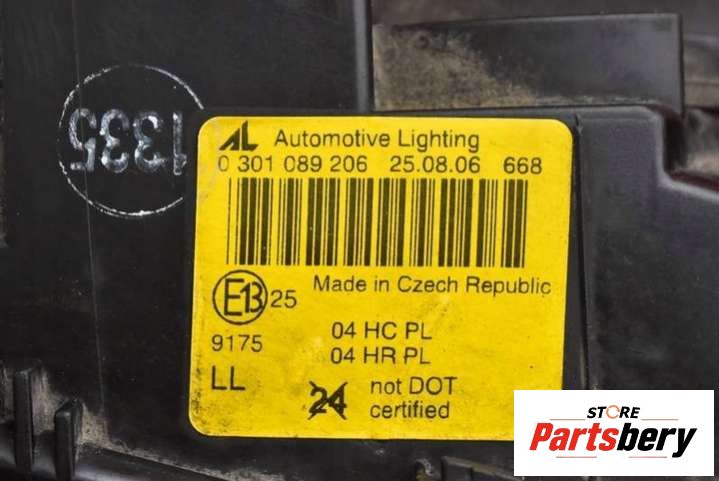 1335
AL Automotive Lighting
0 301 089 206 25.08.06 668
Made in Czech Republic
E13 25
9175
04 HC PL
04 HR PL
LL
24 not DOT
certified
STORE
Partsbery